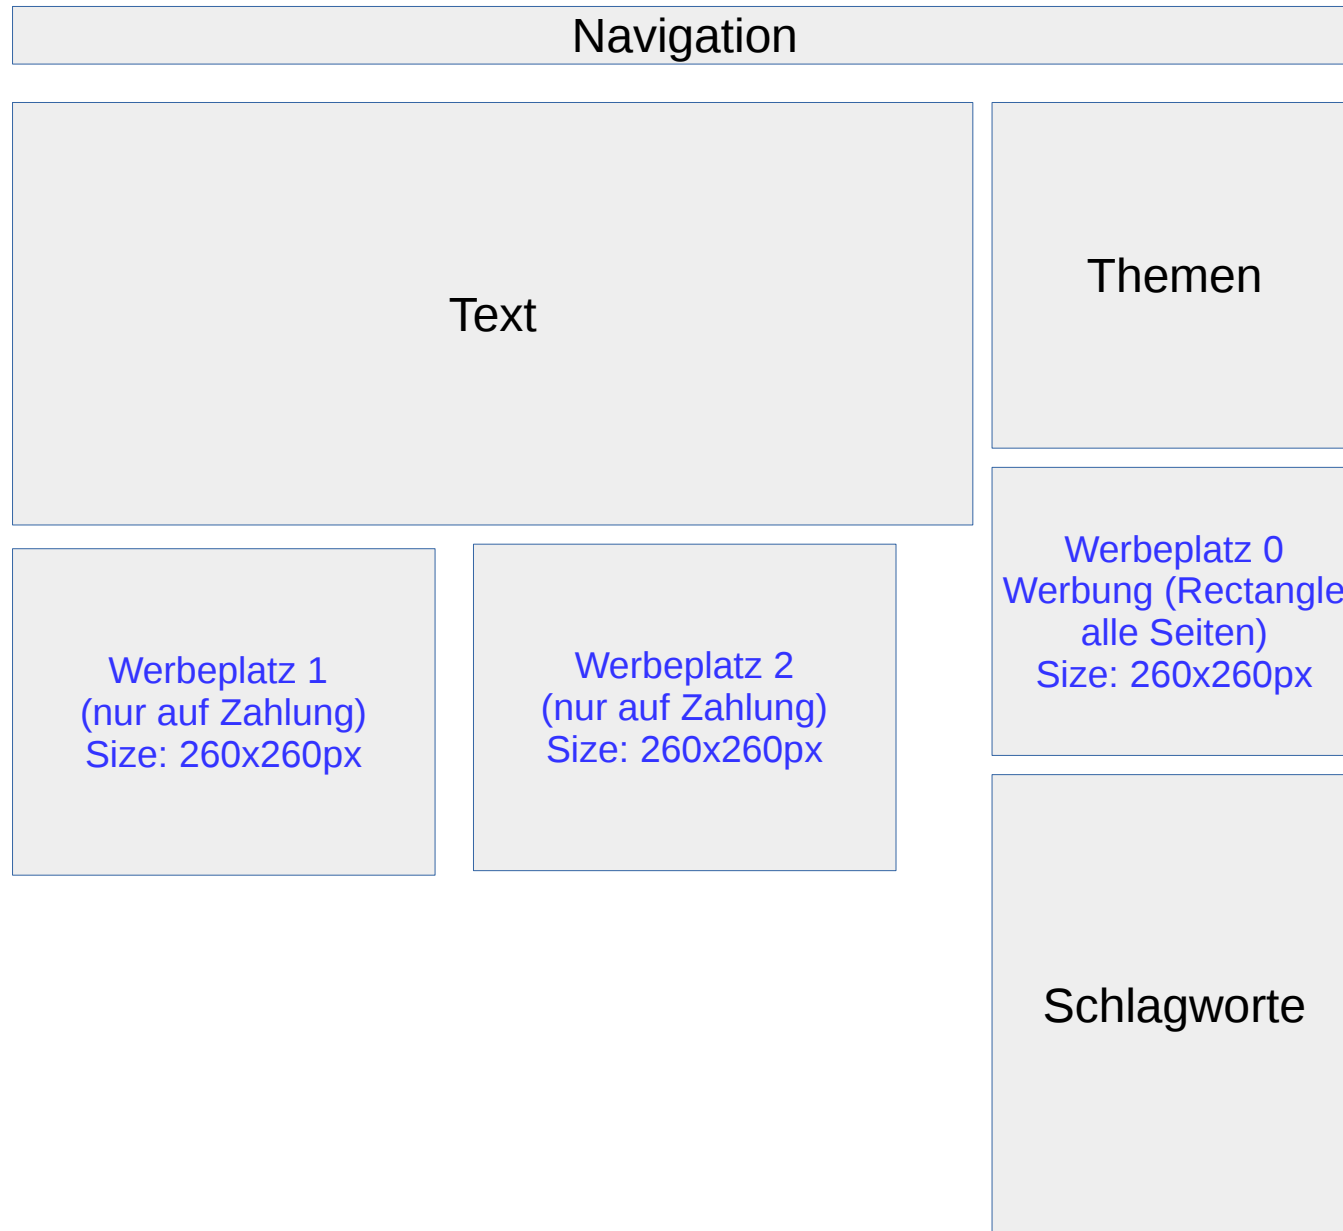 Navigation
Text
Themen
Werbeplatz 0
Werbung (Rectangle
alle Seiten)
Size: 260x260px
Werbeplatz 1
(nur auf Zahlung)
Size: 260x260px
Werbeplatz 2
(nur auf Zahlung)
Size: 260x260px
Schlagworte